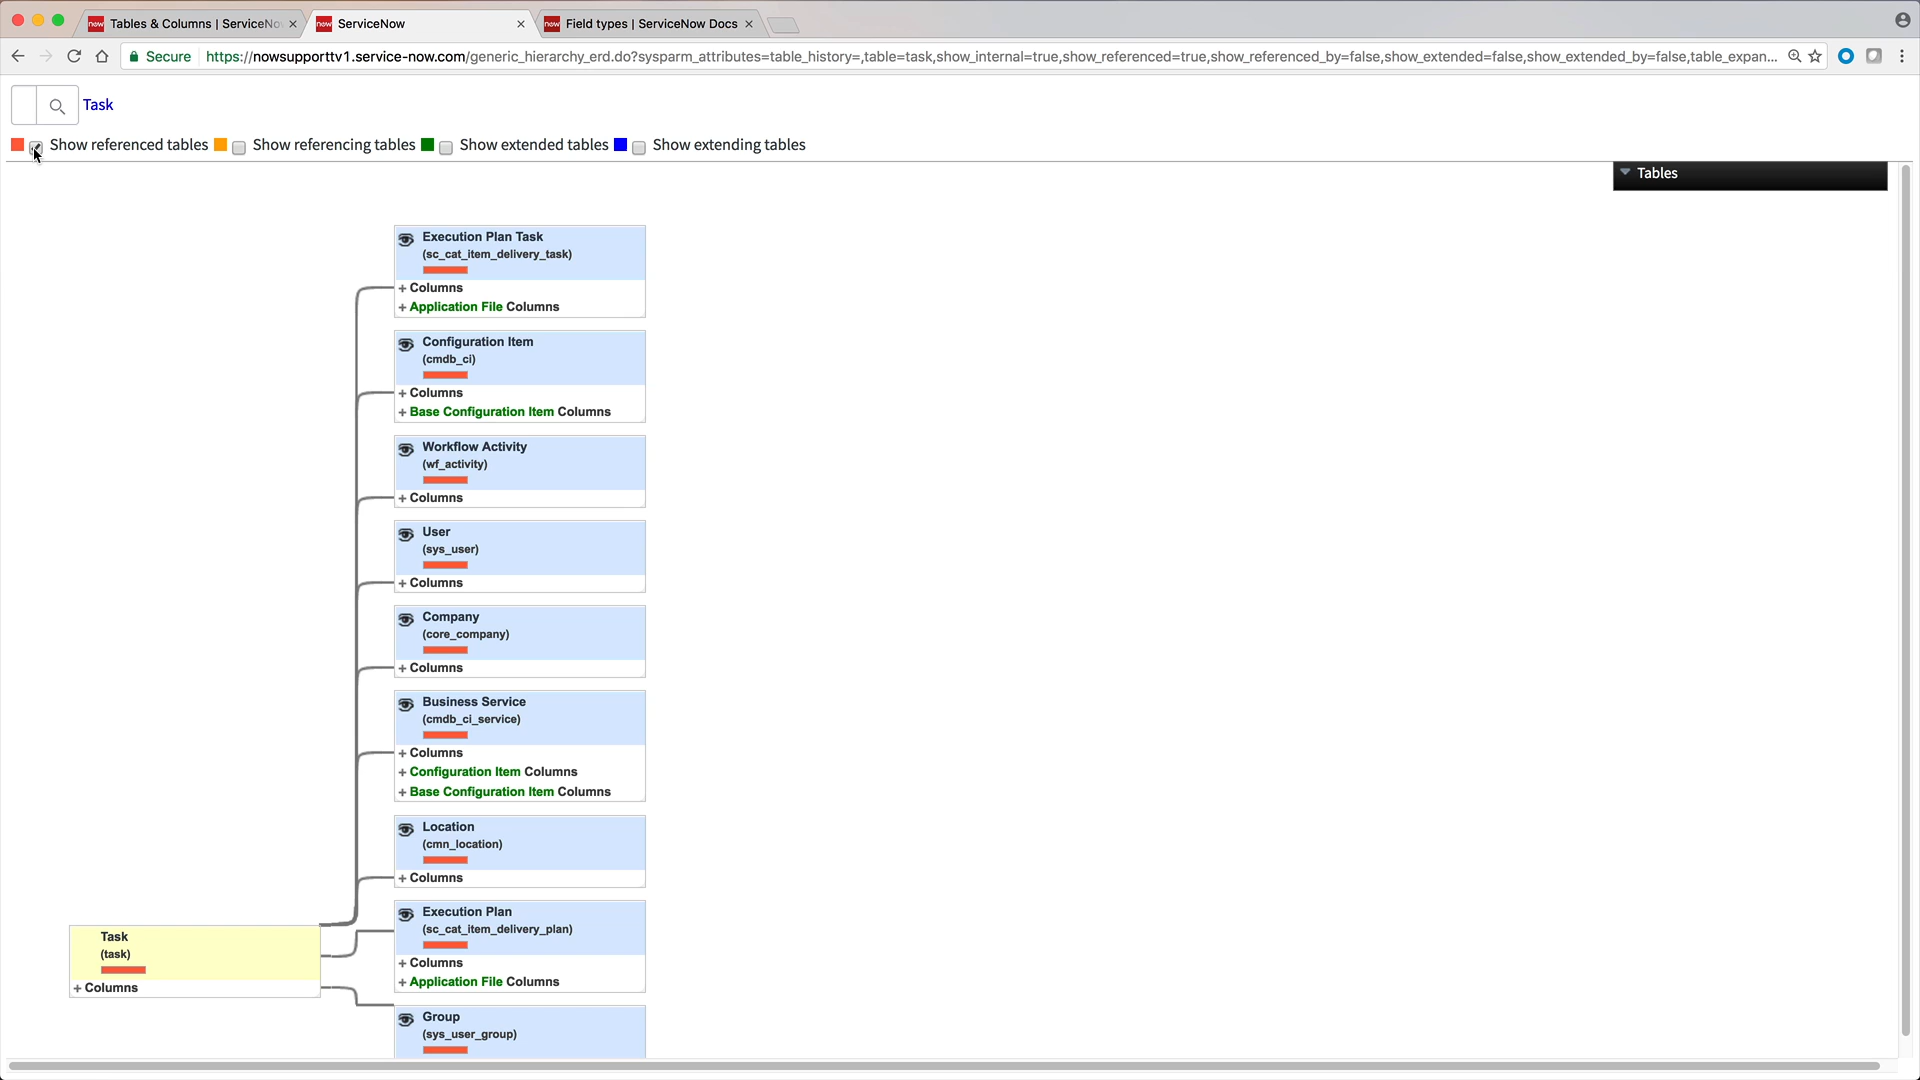 now Tables & Columns | ServiceNo ×
now ServiceNow ×
now Field types | ServiceNow Docs ×
Secure https://nowsupporttv1.service-now.com/generic_hierarchy_erd.do?sysparm_attributes=table_history=,table=task,show_internal=true,show_referenced=true,show_referenced_by=false,show_extended=false,show_extended_by=false,table_expan...
Task
Show referenced tables Show referencing tables Show extended tables Show extending tables
Tables
Execution Plan Task
(sc_cat_item_delivery_task)
+ Columns
+ Application File Columns
Configuration Item
(cmdb_ci)
+ Columns
+ Base Configuration Item Columns
Workflow Activity
(wf_activity)
+ Columns
User
(sys_user)
+ Columns
Company
(core_company)
+ Columns
Business Service
(cmdb_ci_service)
+ Columns
+ Configuration Item Columns
+ Base Configuration Item Columns
Location
(cmn_location)
+ Columns
Execution Plan
(sc_cat_item_delivery_plan)
+ Columns
+ Application File Columns
Task
(task)
+ Columns
Group
(sys_user_group)